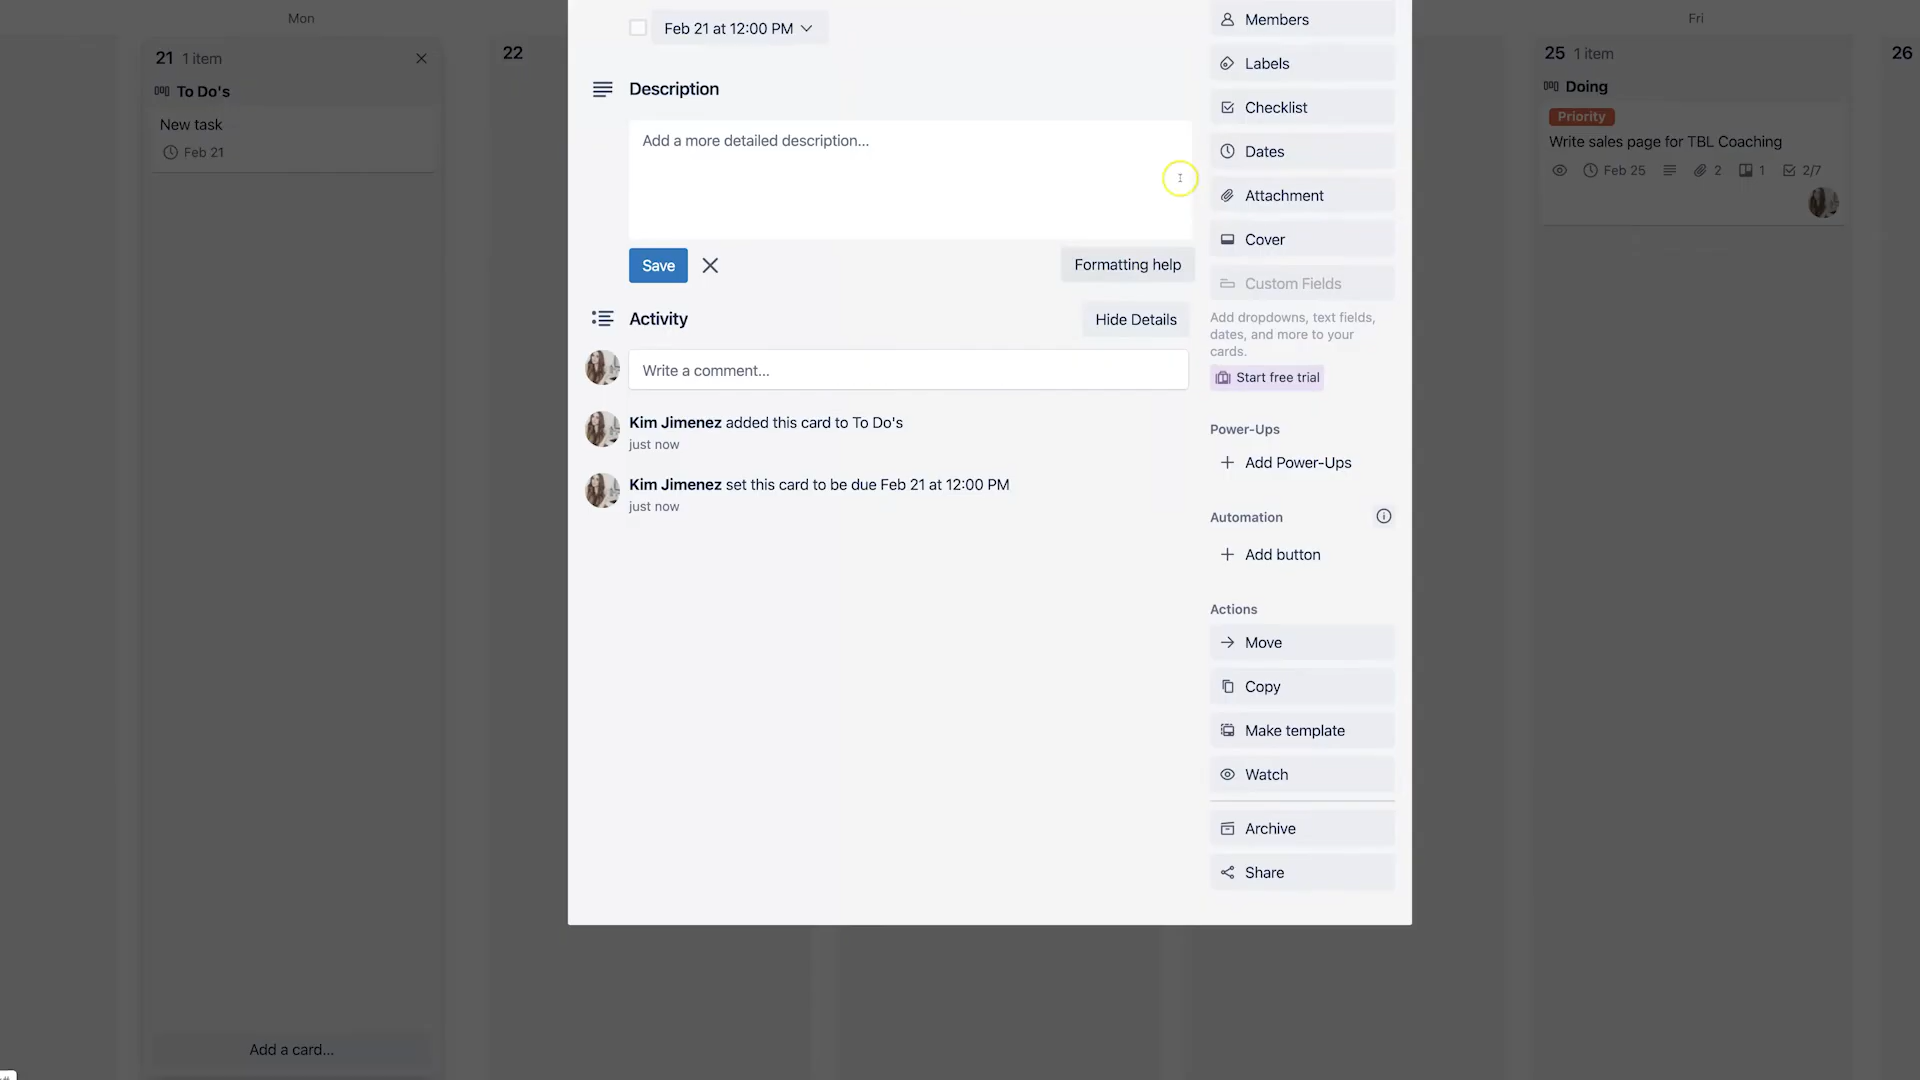 Mon
Fri
21 1 item
To Do's
New task
Feb 21
Add a card...
22
Feb 21 at 12:00 PM
Description
Add a more detailed description...
Save
Formatting help
Activity
Hide Details
Write a comment...
Kim Jimenez added this card to To Do's
just now
Kim Jimenez set this card to be due Feb 21 at 12:00 PM
just now
Members
Labels
Checklist
Dates
Attachment
Cover
Custom Fields
Add dropdowns, text fields,
dates, and more to your
cards.
Start free trial
Power-Ups
Add Power-Ups
Automation
Add button
Actions
Move
Copy
Make template
Watch
Archive
Share
25 1 item
Doing
Priority
Write sales page for TBL Coaching
Feb 25 2 1 2/7
26